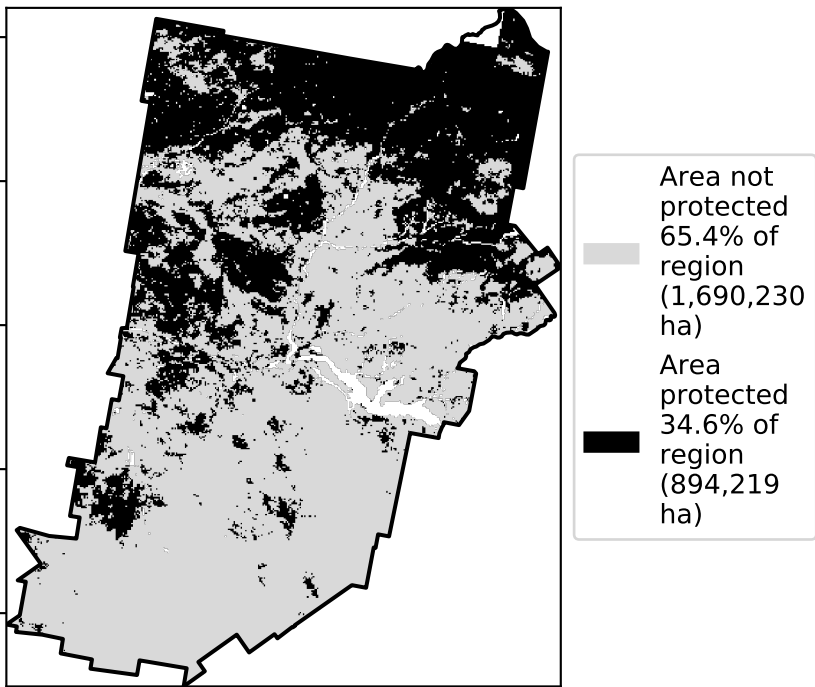 Area not
protected
65.4% of
region
(1,690,230
ha)
Area
protected
34.6% of
region
(894,219
ha)